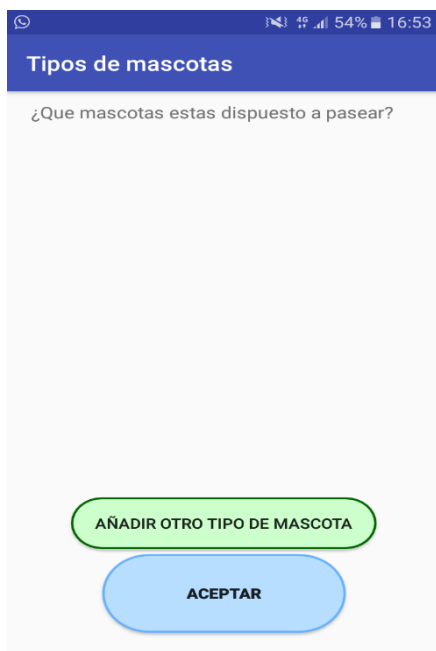 54% 16:53
Tipos de mascotas
¿Que mascotas estas dispuesto a pasear?
AÑADIR OTRO TIPO DE MASCOTA
ACEPTAR